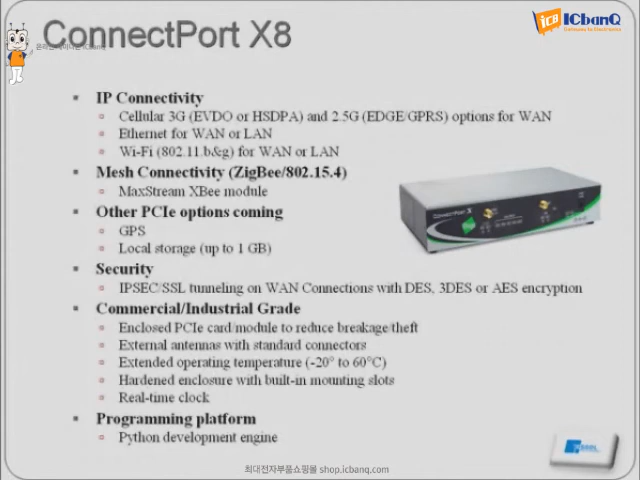 ConnectPort X8
ICbanQ
IP Connectivity
Cellular 3G (EVDO or HSDPA) and 2.5G (EDGE/GPRS) options for WAN
Ethernet for WAN or LAN
Wi-Fi (802.11.b&g) for WAN or LAN
Mesh Connectivity (ZigBee/802.15.4)
MaxStream XBee module
Other PCIe options coming
GPS
Local storage (up to 1 GB)
ConnectPort X
Security
IPSEC/SSL tunneling on WAN Connections with DES, 3DES or AES encryption
Commercial/Industrial Grade
Enclosed PCIe card/module to reduce breakage/theft
External antennas with standard connectors
Extended operating temperature (-20° to 60°C)
Hardened enclosure with built-in mounting slots
Real-time clock
Programming platform
Python development engine
최대전자부품쇼핑몰 shop.icbanq.com